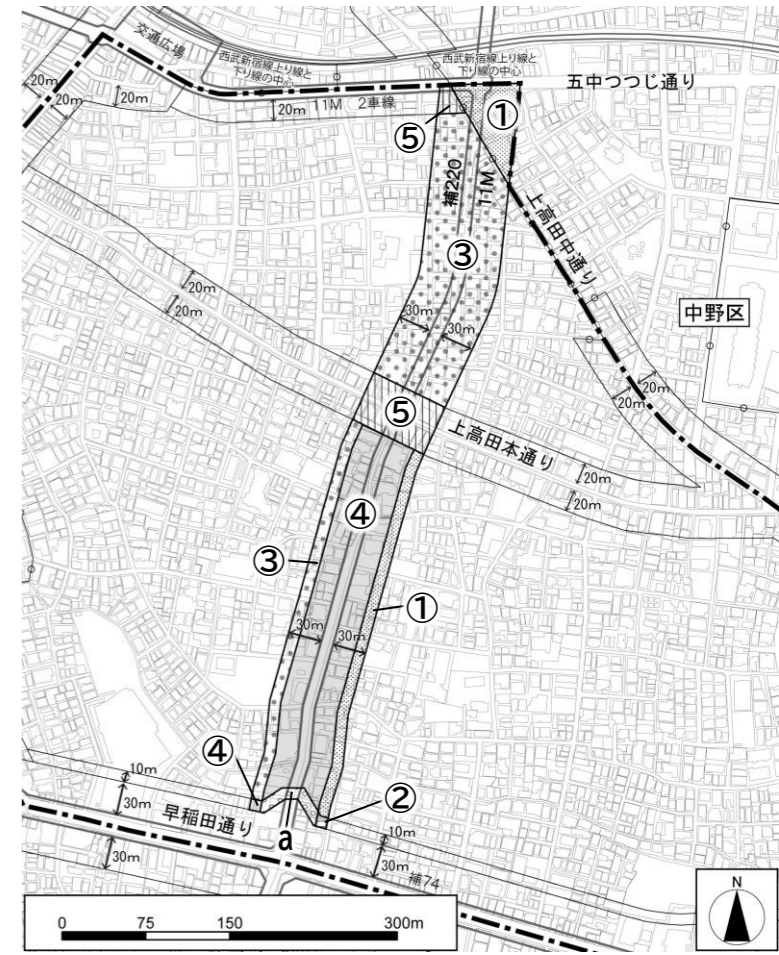 交通広場
西武新宿線上り線と
下り線の中心
西武新宿線上り線と
下り線の中心
五中つつじ通り
20m
20m
20m
20m
11M 2車線
①
⑤
補220
11M
上高田中通り
③
20m
20m
中野区
30m
30m
20m
20m
⑤
上高田本通り
20m
20m
④
③
①
30m
30m
④
②
10m
30m
早稲田通り
a
10m
30m
30m
補74
0 75 150 300m
N